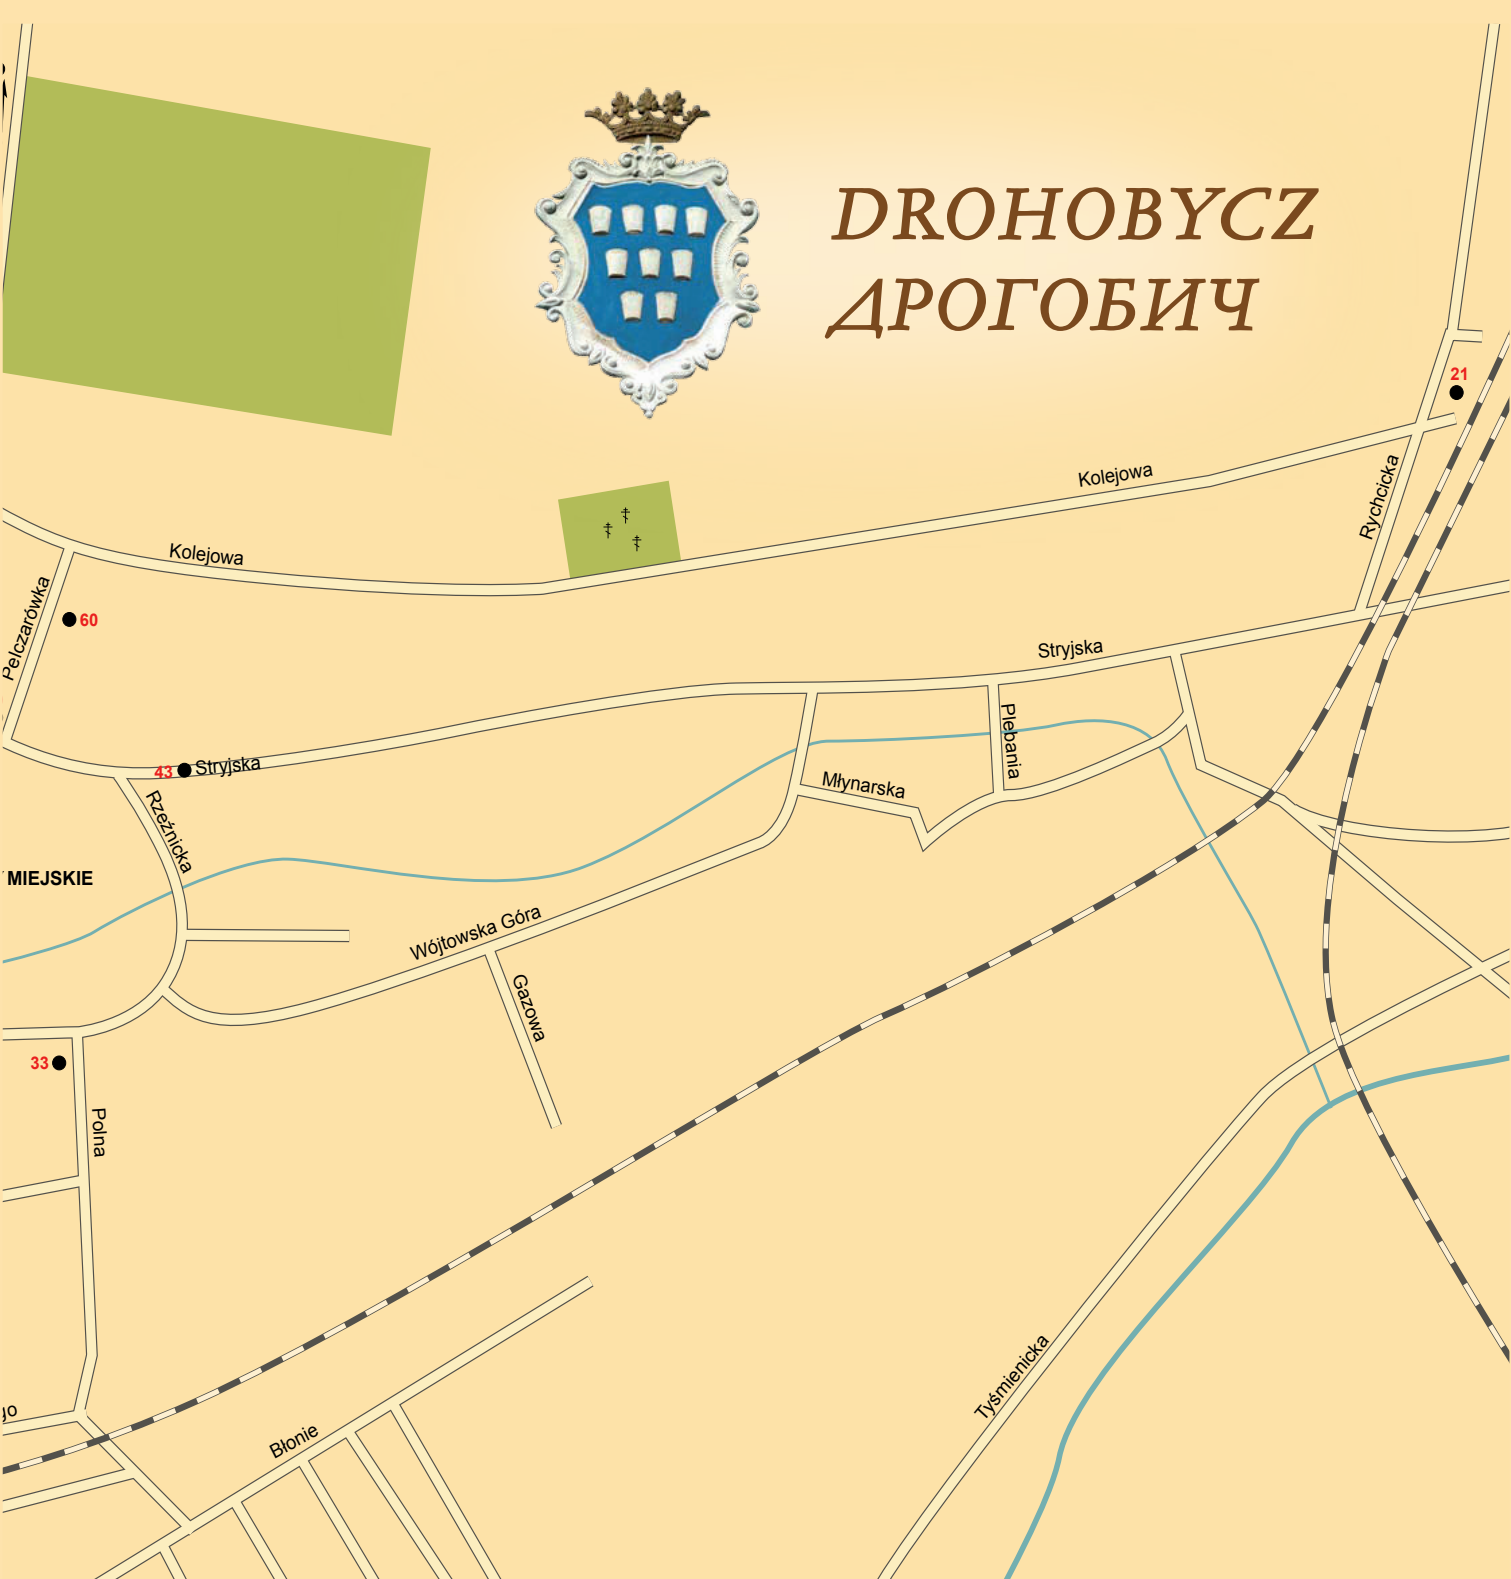 DROHOBYCZ
ДРОГОБИЧ
21
Kolejowa
Rychcicka
Kolejowa
Pelczarówka
60
Stryjska
Plebania
43
Stryjska
Młynarska
Rzeźnicka
MIEJSKIE
Wójtowska Góra
Gazowa
33
Polna
Tyśmienicka
Błonie